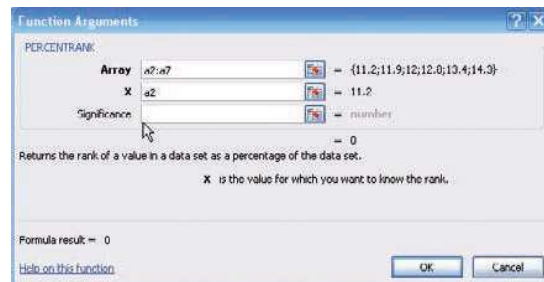 Function Arguments
PERCENTRANK
Array a2:a7 = {11.2;11.9;12;12.8;13.4;14.3}
X a2 = 11.2
Significance = number
= 0
Returns the rank of a value in a data set as a percentage of the data set.
X is the value for which you want to know the rank.
Formula result = 0
Help on this function
OK Cancel